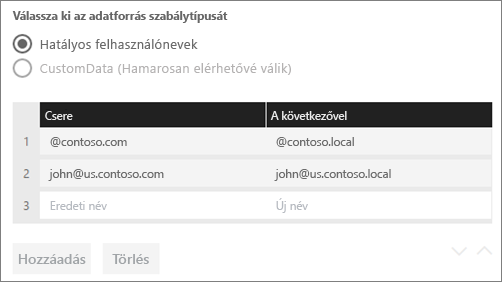 Válassza ki az adatforrás szabálytípusát
Hatályos felhasználónevek
CustomData (Hamarosan elérhetővé válik)
Csere A következővel
1 @contoso.com @contoso.local
2 john@us.contoso.com john@us.contoso.local
3 Eredeti név Új név
Hozzáadás Törlés